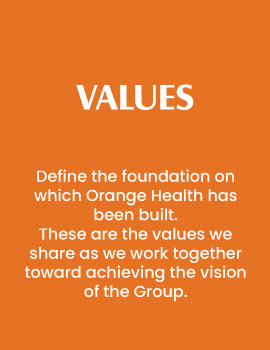 VALUES
Define the foundation on
which Orange Health has
been built.
These are the values we
share as we work together
toward achieving the vision
of the Group.